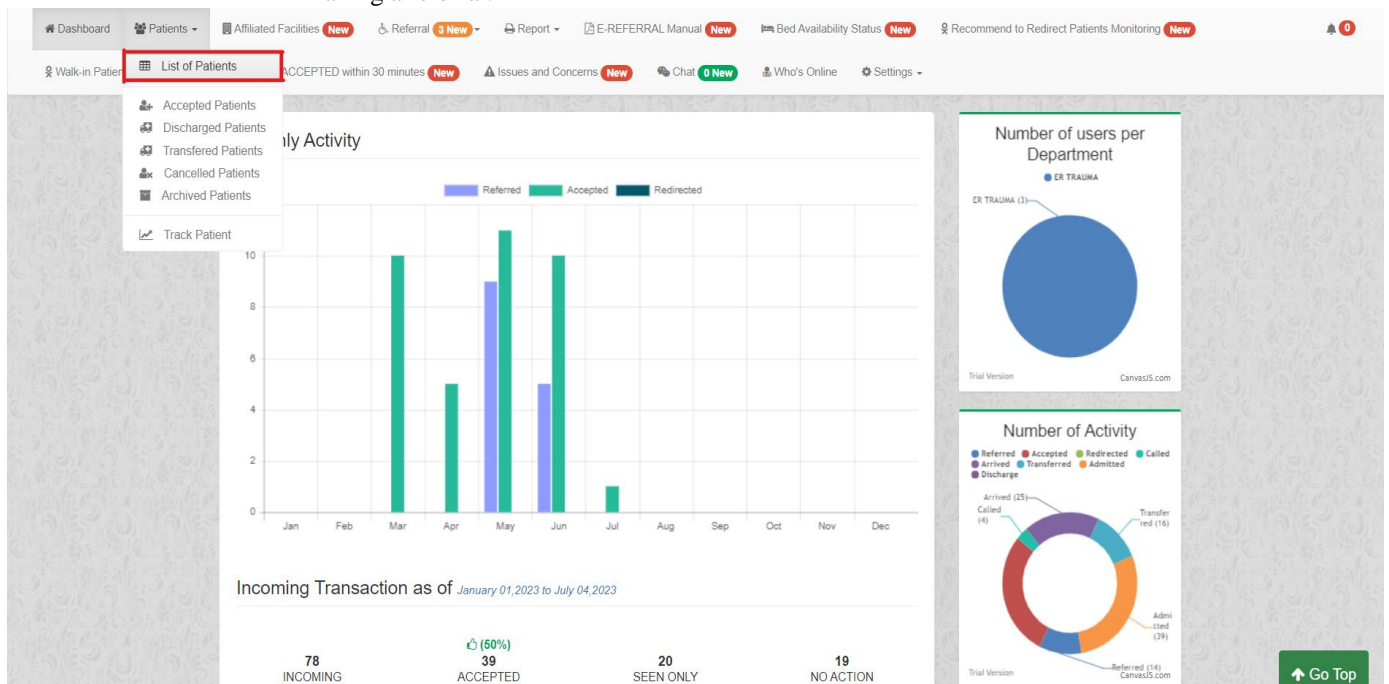 Dashboard Patients Affiliated Facilities New Referral 3 New Report E-REFERRAL Manual New Bed Availability Status New Recommend to Redirect Patients Monitoring New 0
Walk-in Patien ACCEPTED within 30 minutes New Issues and Concerns New Chat 0 New Who's Online Settings
List of Patients
Accepted Patients
Discharged Patients
Transfered Patients
Cancelled Patients
Archived Patients
Track Patient
nly Activity
Referred Accepted Redirected
10
8
6
4
2
0
Jan Feb Mar Apr May Jun Jul Aug Sep Oct Nov Dec
Incoming Transaction as of January 01,2023 to July 04,2023
(50%)
78 39 20 19
INCOMING ACCEPTED SEEN ONLY NO ACTION
Number of users per
Department
ER TRAUMA
ER TRAUMA (3)
Trial Version CanvasJS.com
Number of Activity
Referred Accepted Redirected Called
Arrived Transferred Admitted
Discharge
Arrived (25)
Called
(4)
Transfer
red (16)
Admi
tted
(39)
Referred (14)
Trial Version CanvasJS.com
Go Top